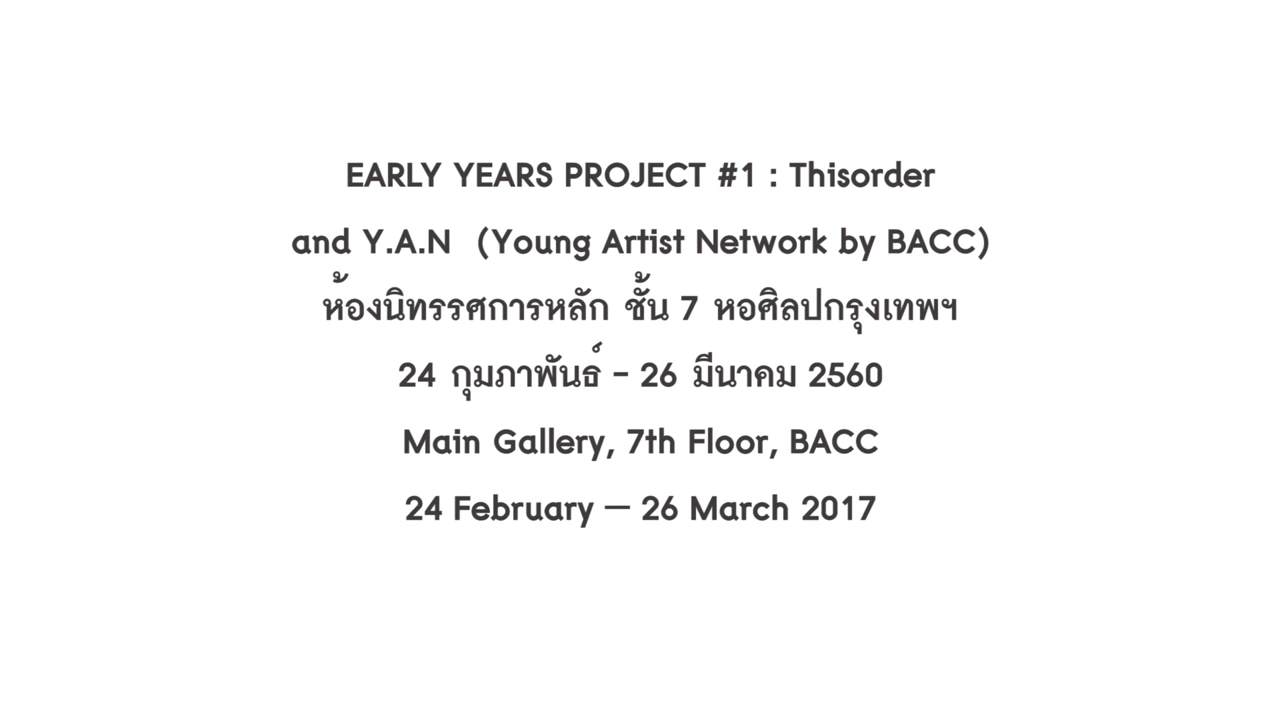 EARLY YEARS PROJECT #1 : Thisorder
and Y.A.N (Young Artist Network by BACC)
ห้องนิทรรศการหลัก ชั้น 7 หอศิลปกรุงเทพฯ
24 กุมภาพันธ์ - 26 มีนาคม 2560
Main Gallery, 7th Floor, BACC
24 February — 26 March 2017